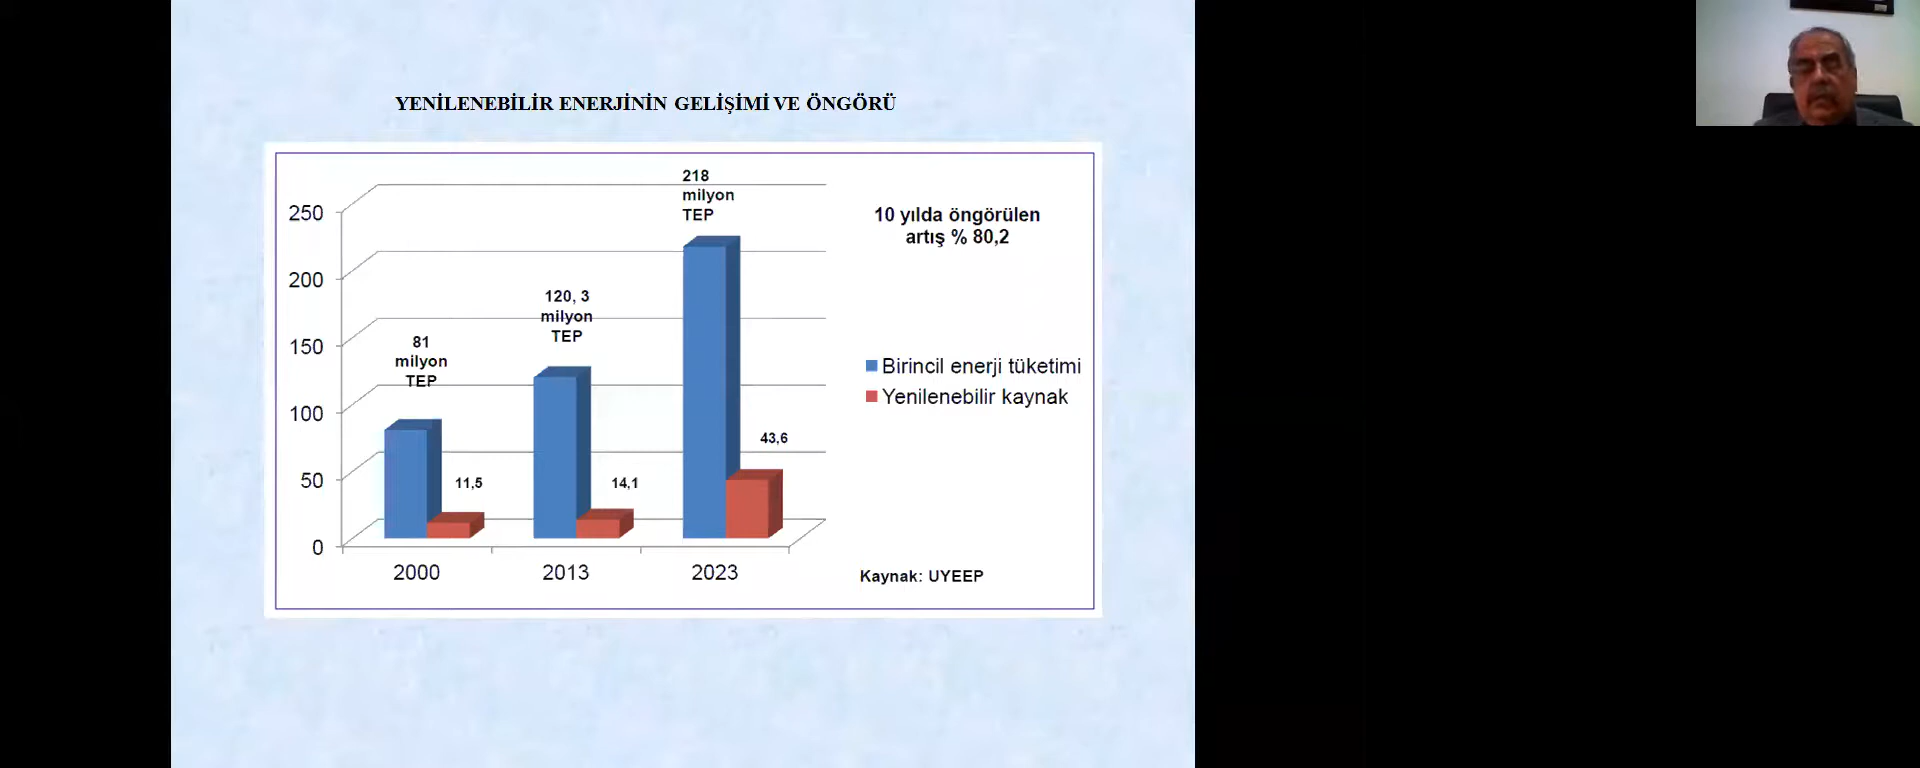 YENİLENEBİLİR ENERJİNİN GELİŞİMİ VE ÖNGÖRÜ
250
200
150
100
50
0
81
milyon
TEP
11,5
120, 3
milyon
TEP
14,1
218
milyon
TEP
43,6
2000
2013
2023
10 yılda öngörülen
artış % 80,2
Birincil enerji tüketimi
Yenilenebilir kaynak
Kaynak: UYEEP